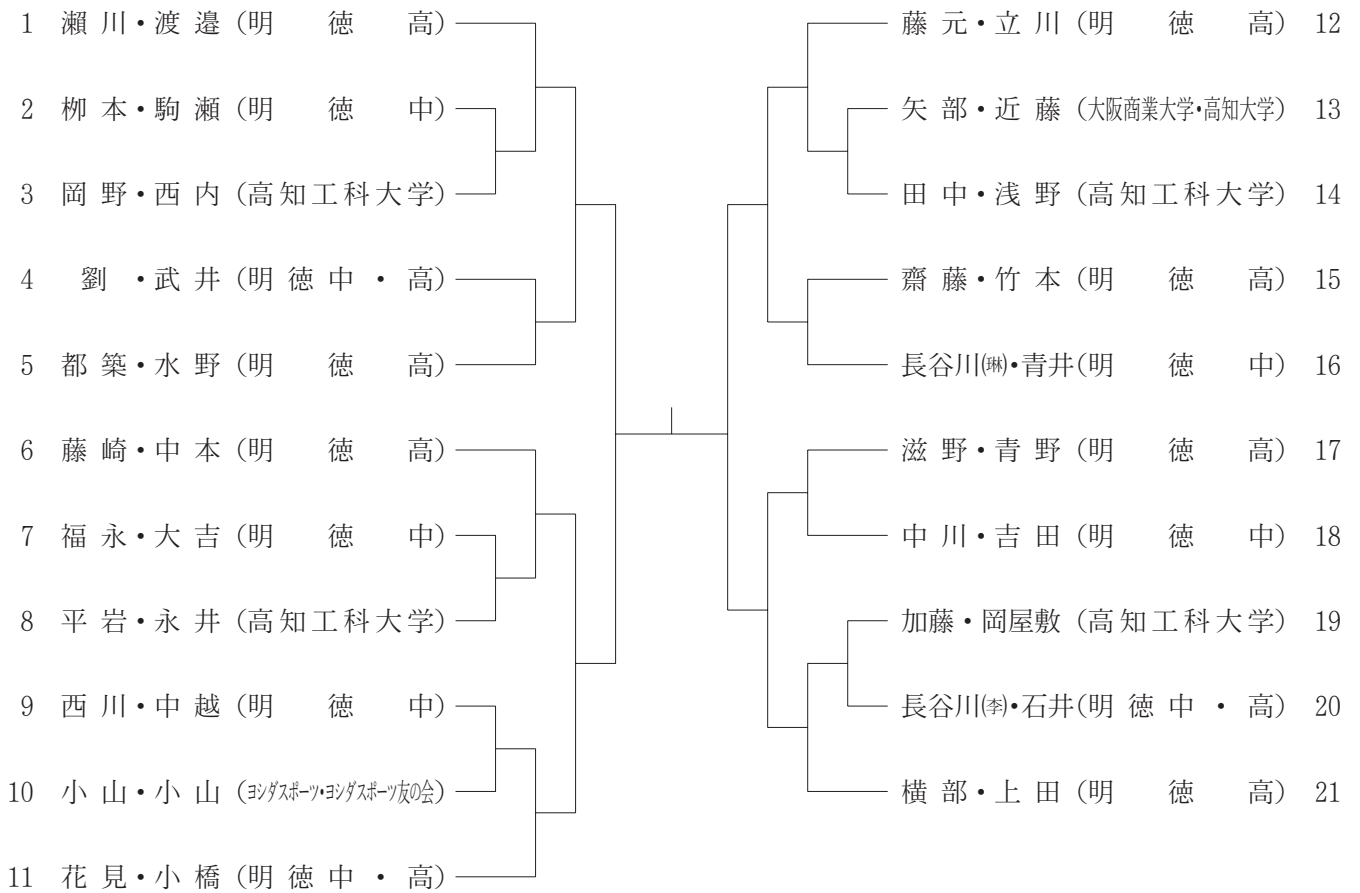 1 瀨川・渡邉(明徳高)
2 栁本・駒瀬(明徳中)
3 岡野・西内(高知工科大学)
4 劉・武井(明徳中・高)
5 都築・水野(明徳高)
6 藤崎・中本(明徳高)
7 福永・大吉(明徳中)
8 平岩・永井(高知工科大学)
9 西川・中越(明徳中)
10 小山・小山(ヨシダスポーツ・ヨシダスポーツ友の会)
11 花見・小橋(明徳中・高)
藤元・立川(明徳高) 12
矢部・近藤(大阪商業大学・高知大学) 13
田中・浅野(高知工科大学) 14
齋藤・竹本(明徳高) 15
長谷川(琳)・青井(明徳中) 16
滋野・青野(明徳高) 17
中川・吉田(明徳中) 18
加藤・岡屋敷(高知工科大学) 19
長谷川(李)・石井(明徳中・高) 20
横部・上田(明徳高) 21